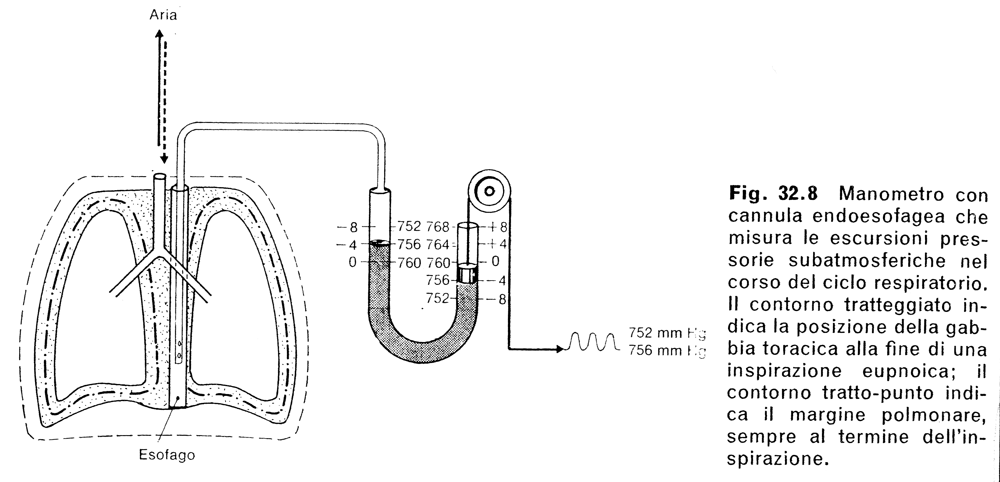 Aria
−8 752 768 +8
−4 756 764 +4
0 760 760 0
756 −4
752 −8
752 mm Hg
756 mm Hg
Esofago
Fig. 32.8 Manometro con
cannula endoesofagea che
misura le escursioni pres-
sorie subatmosferiche nel
corso del ciclo respiratorio.
Il contorno tratteggiato in-
dica la posizione della gab-
bia toracica alla fine di una
inspirazione eupnoica; il
contorno tratto-punto indi-
ca il margine polmonare,
sempre al termine dell'in-
spirazione.